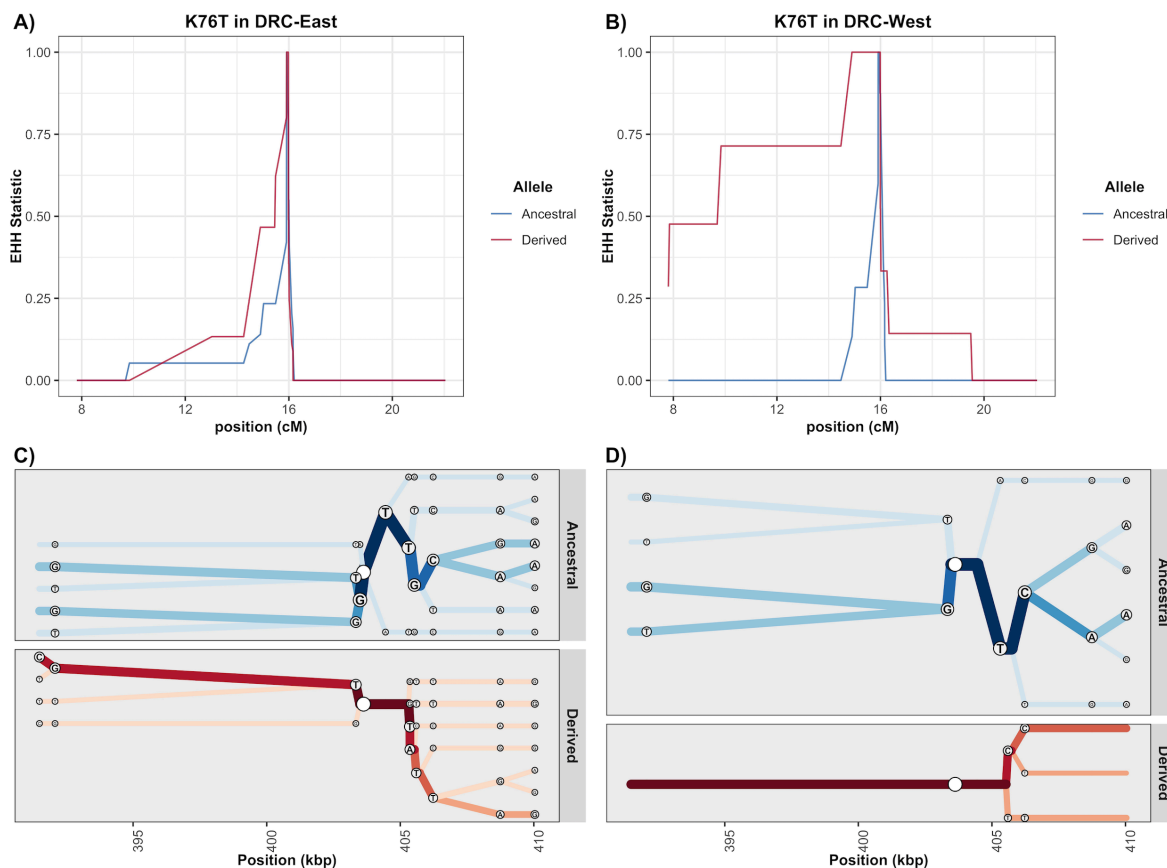 A)
K76T in DRC-East
1.00
0.75
0.50
0.25
0.00
EHH Statistic
8
12
16
20
position (cM)
Allele
Ancestral
Derived
B)
K76T in DRC-West
1.00
0.75
0.50
0.25
0.00
EHH Statistic
8
12
16
20
position (cM)
Allele
Ancestral
Derived
C)
G
T
G
T
T
G
G
T
T
G
T
C
C
T
A
G
A
A
G
A
A
A
Ancestral
C
G
T
T
A
T
T
G
A
G
A
G
Derived
395
400
405
410
Position (kbp)
D)
G
T
G
T
T
G
T
C
G
A
A
G
A
Ancestral
C
C
T
T
T
Derived
395
400
405
410
Position (kbp)